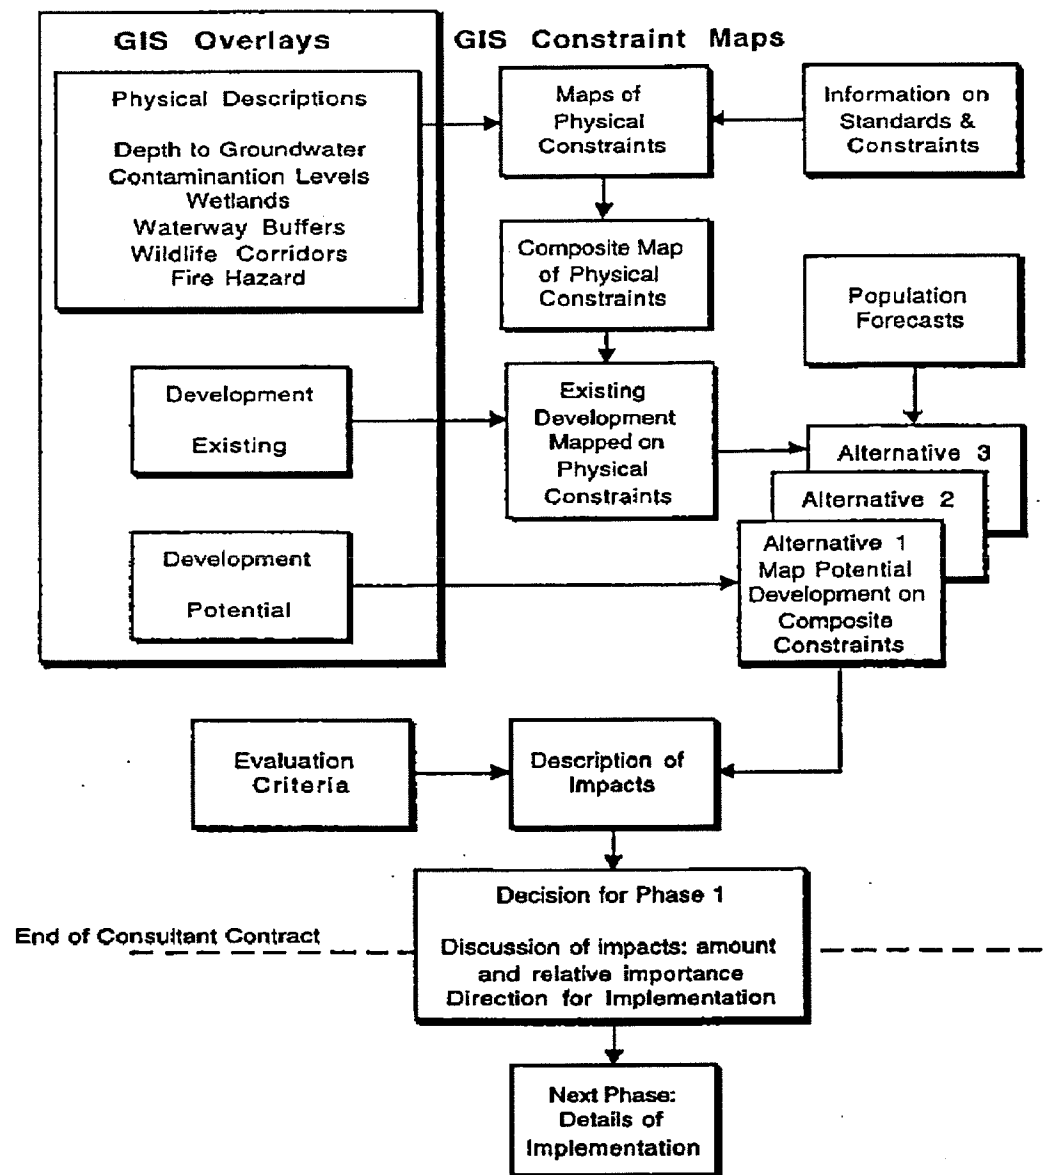 GIS Overlays
GIS Constraint Maps
Physical Descriptions
Depth to Groundwater
Contaminantion Levels
Wetlands
Waterway Buffers
Wildlife Corridors
Fire Hazard
Maps of
Physical
Constraints
Information on
Standards &
Constraints
Composite Map
of Physical
Constraints
Population
Forecasts
Development
Existing
Existing
Development
Mapped on
Physical
Constraints
Alternative 3
Alternative 2
Alternative 1
Map Potential
Development on
Composite
Constraints
Development
Potential
Evaluation
Criteria
Description of
Impacts
Decision for Phase 1
Discussion of impacts: amount
and relative importance
Direction for Implementation
End of Consultant Contract
Next Phase:
Details of
Implementation